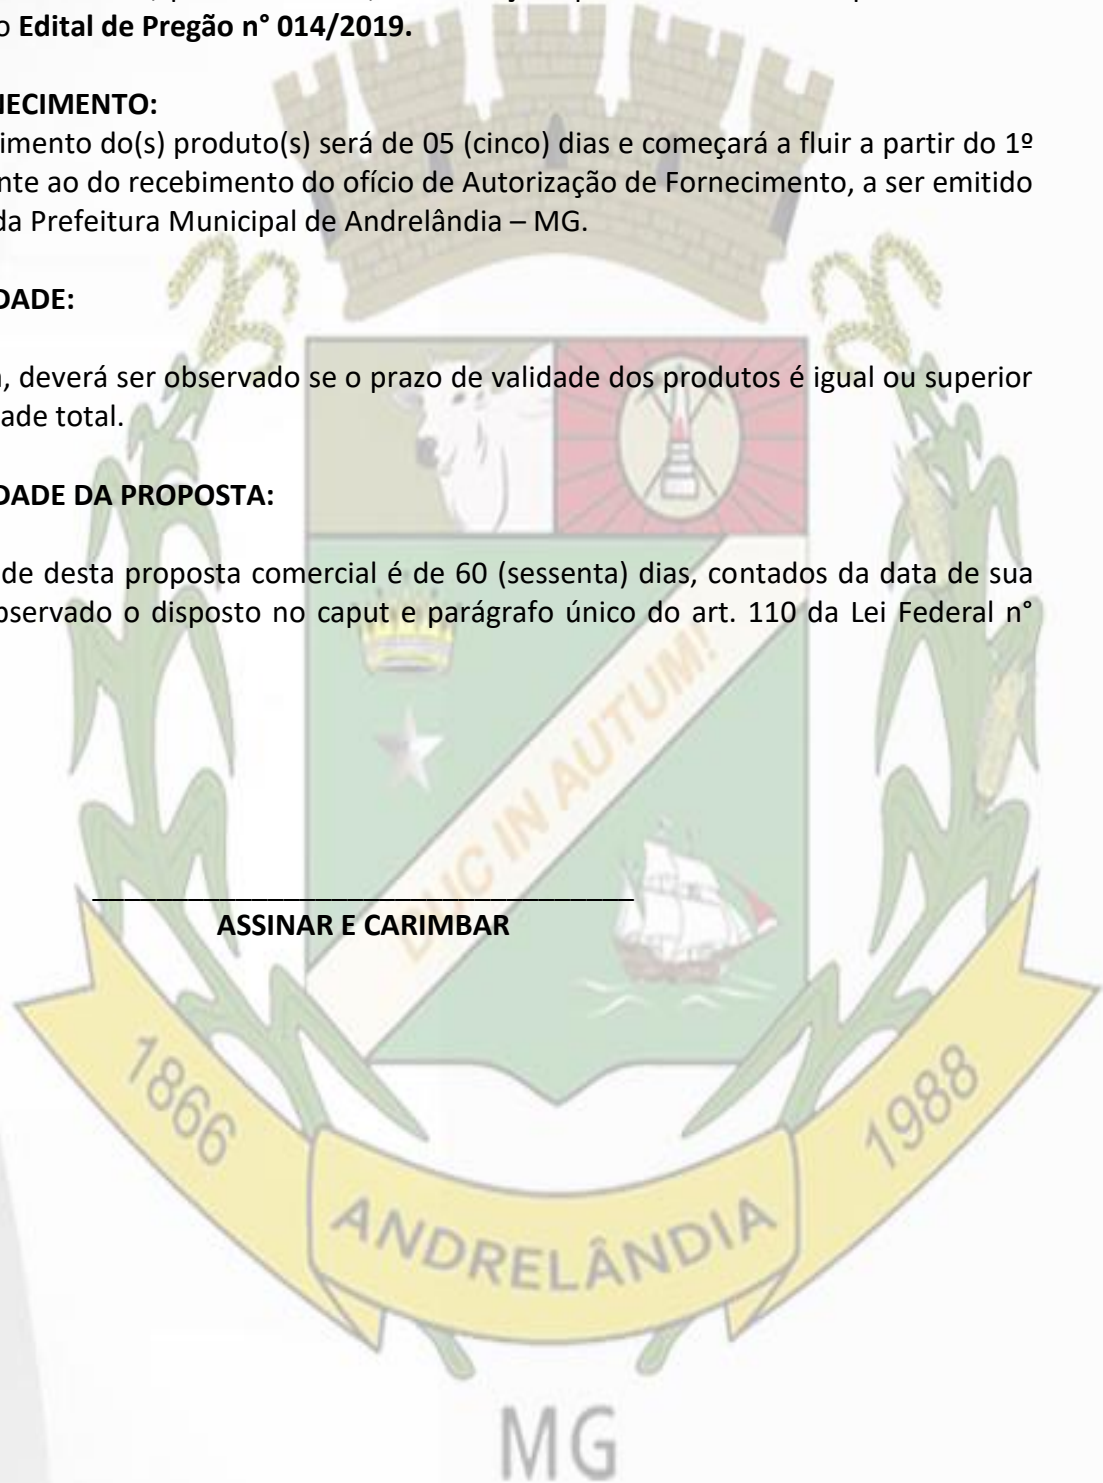 o Edital de Pregão n° 014/2019.
NECIMENTO:
imento do(s) produto(s) será de 05 (cinco) dias e começará a fluir a partir do 1º
nte ao do recebimento do ofício de Autorização de Fornecimento, a ser emitido
da Prefeitura Municipal de Andrelândia – MG.
DADE:
, deverá ser observado se o prazo de validade dos produtos é igual ou superior
ade total.
DADE DA PROPOSTA:
de desta proposta comercial é de 60 (sessenta) dias, contados da data de sua
bservado o disposto no caput e parágrafo único do art. 110 da Lei Federal n°
LUC IN AUTUM!
ASSINAR E CARIMBAR
1866
1988
ANDRELÂNDIA
MG